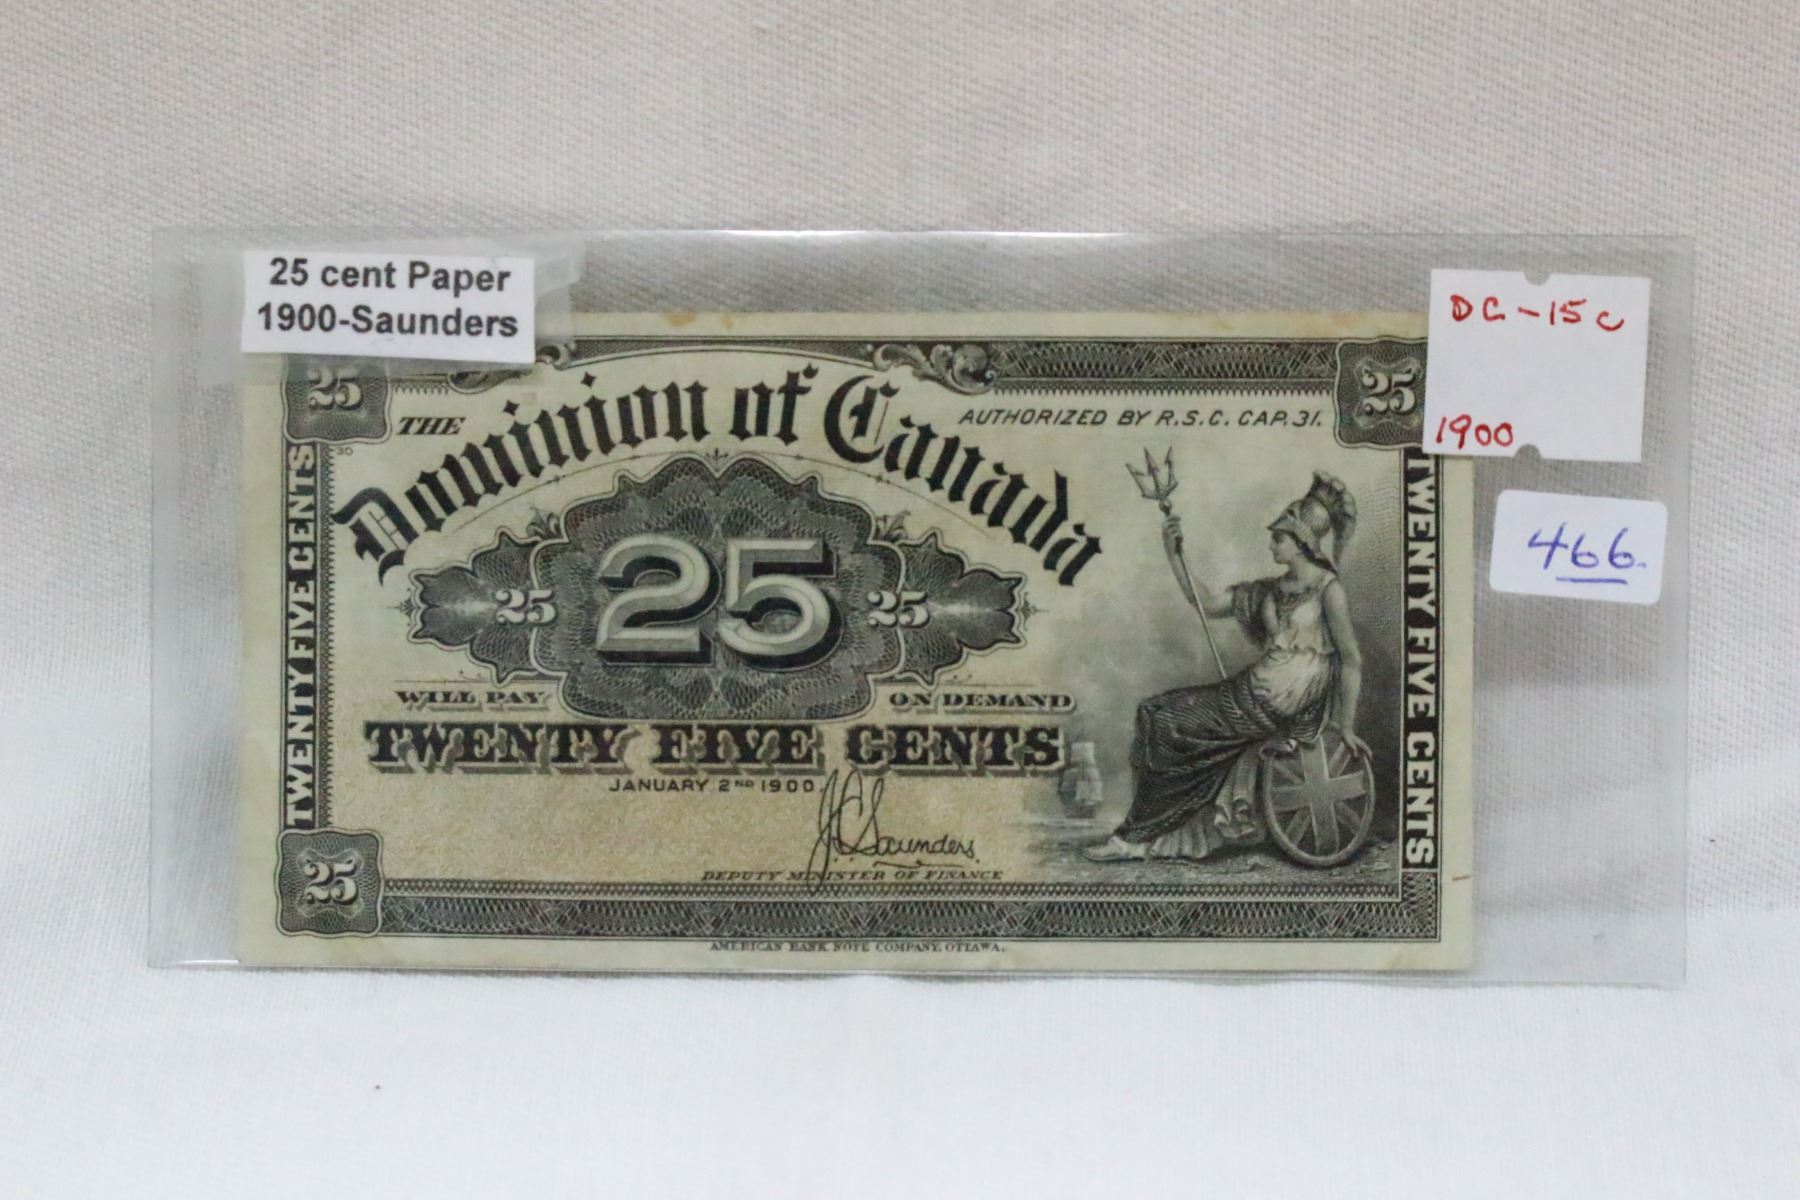 25 cent Paper
1900-Saunders
DC-15c
1900
466.
25
25
THE
Dominion of Canada
AUTHORIZED BY R.S.C. CAP. 31.
30
TWENTY FIVE CENTS
TWENTY FIVE CENTS
25
25
25
WILL PAY
ON DEMAND
TWENTY FIVE CENTS
JANUARY 2ND 1900.
J.C. Saunders
DEPUTY MINISTER OF FINANCE
25
AMERICAN BANK NOTE COMPANY, OTTAWA.